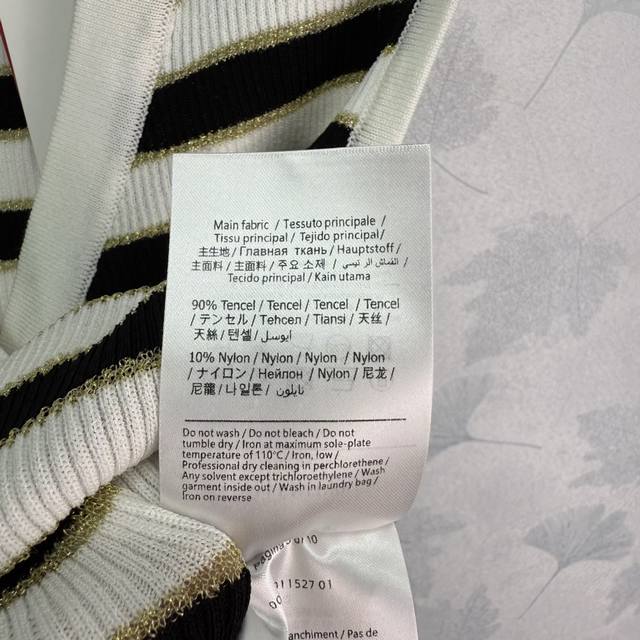 Main fabric / Tessuto principale /
Tissu principal / Tejido principal /
主生地 / Главная ткань / Hauptstoff /
主面料 / 主面料 / 주요 소재 / القماش الرئيسي /
Tecido principal / Kain utama
90% Tencel / Tencel / Tencel / Tencel
/ テンセル / Тенсел / Tiansi / 天丝 /
天絲 / 텐셀 /
10% Nylon / Nylon / Nylon / Nylon
/ ナイロン / Нейлон / Nylon / 尼龙 /
尼龍 / 나일론 / نايلون
Do not wash / Do not bleach / Do not
tumble dry / Iron at maximum sole-plate
temperature of 110°C / Iron, low /
Professional dry cleaning in perchlorethene /
Any solvent except trichloroethylene / Wash
garment inside out / Wash in laundry bag /
Iron on reverse
1527 01
anchiment / Pas de